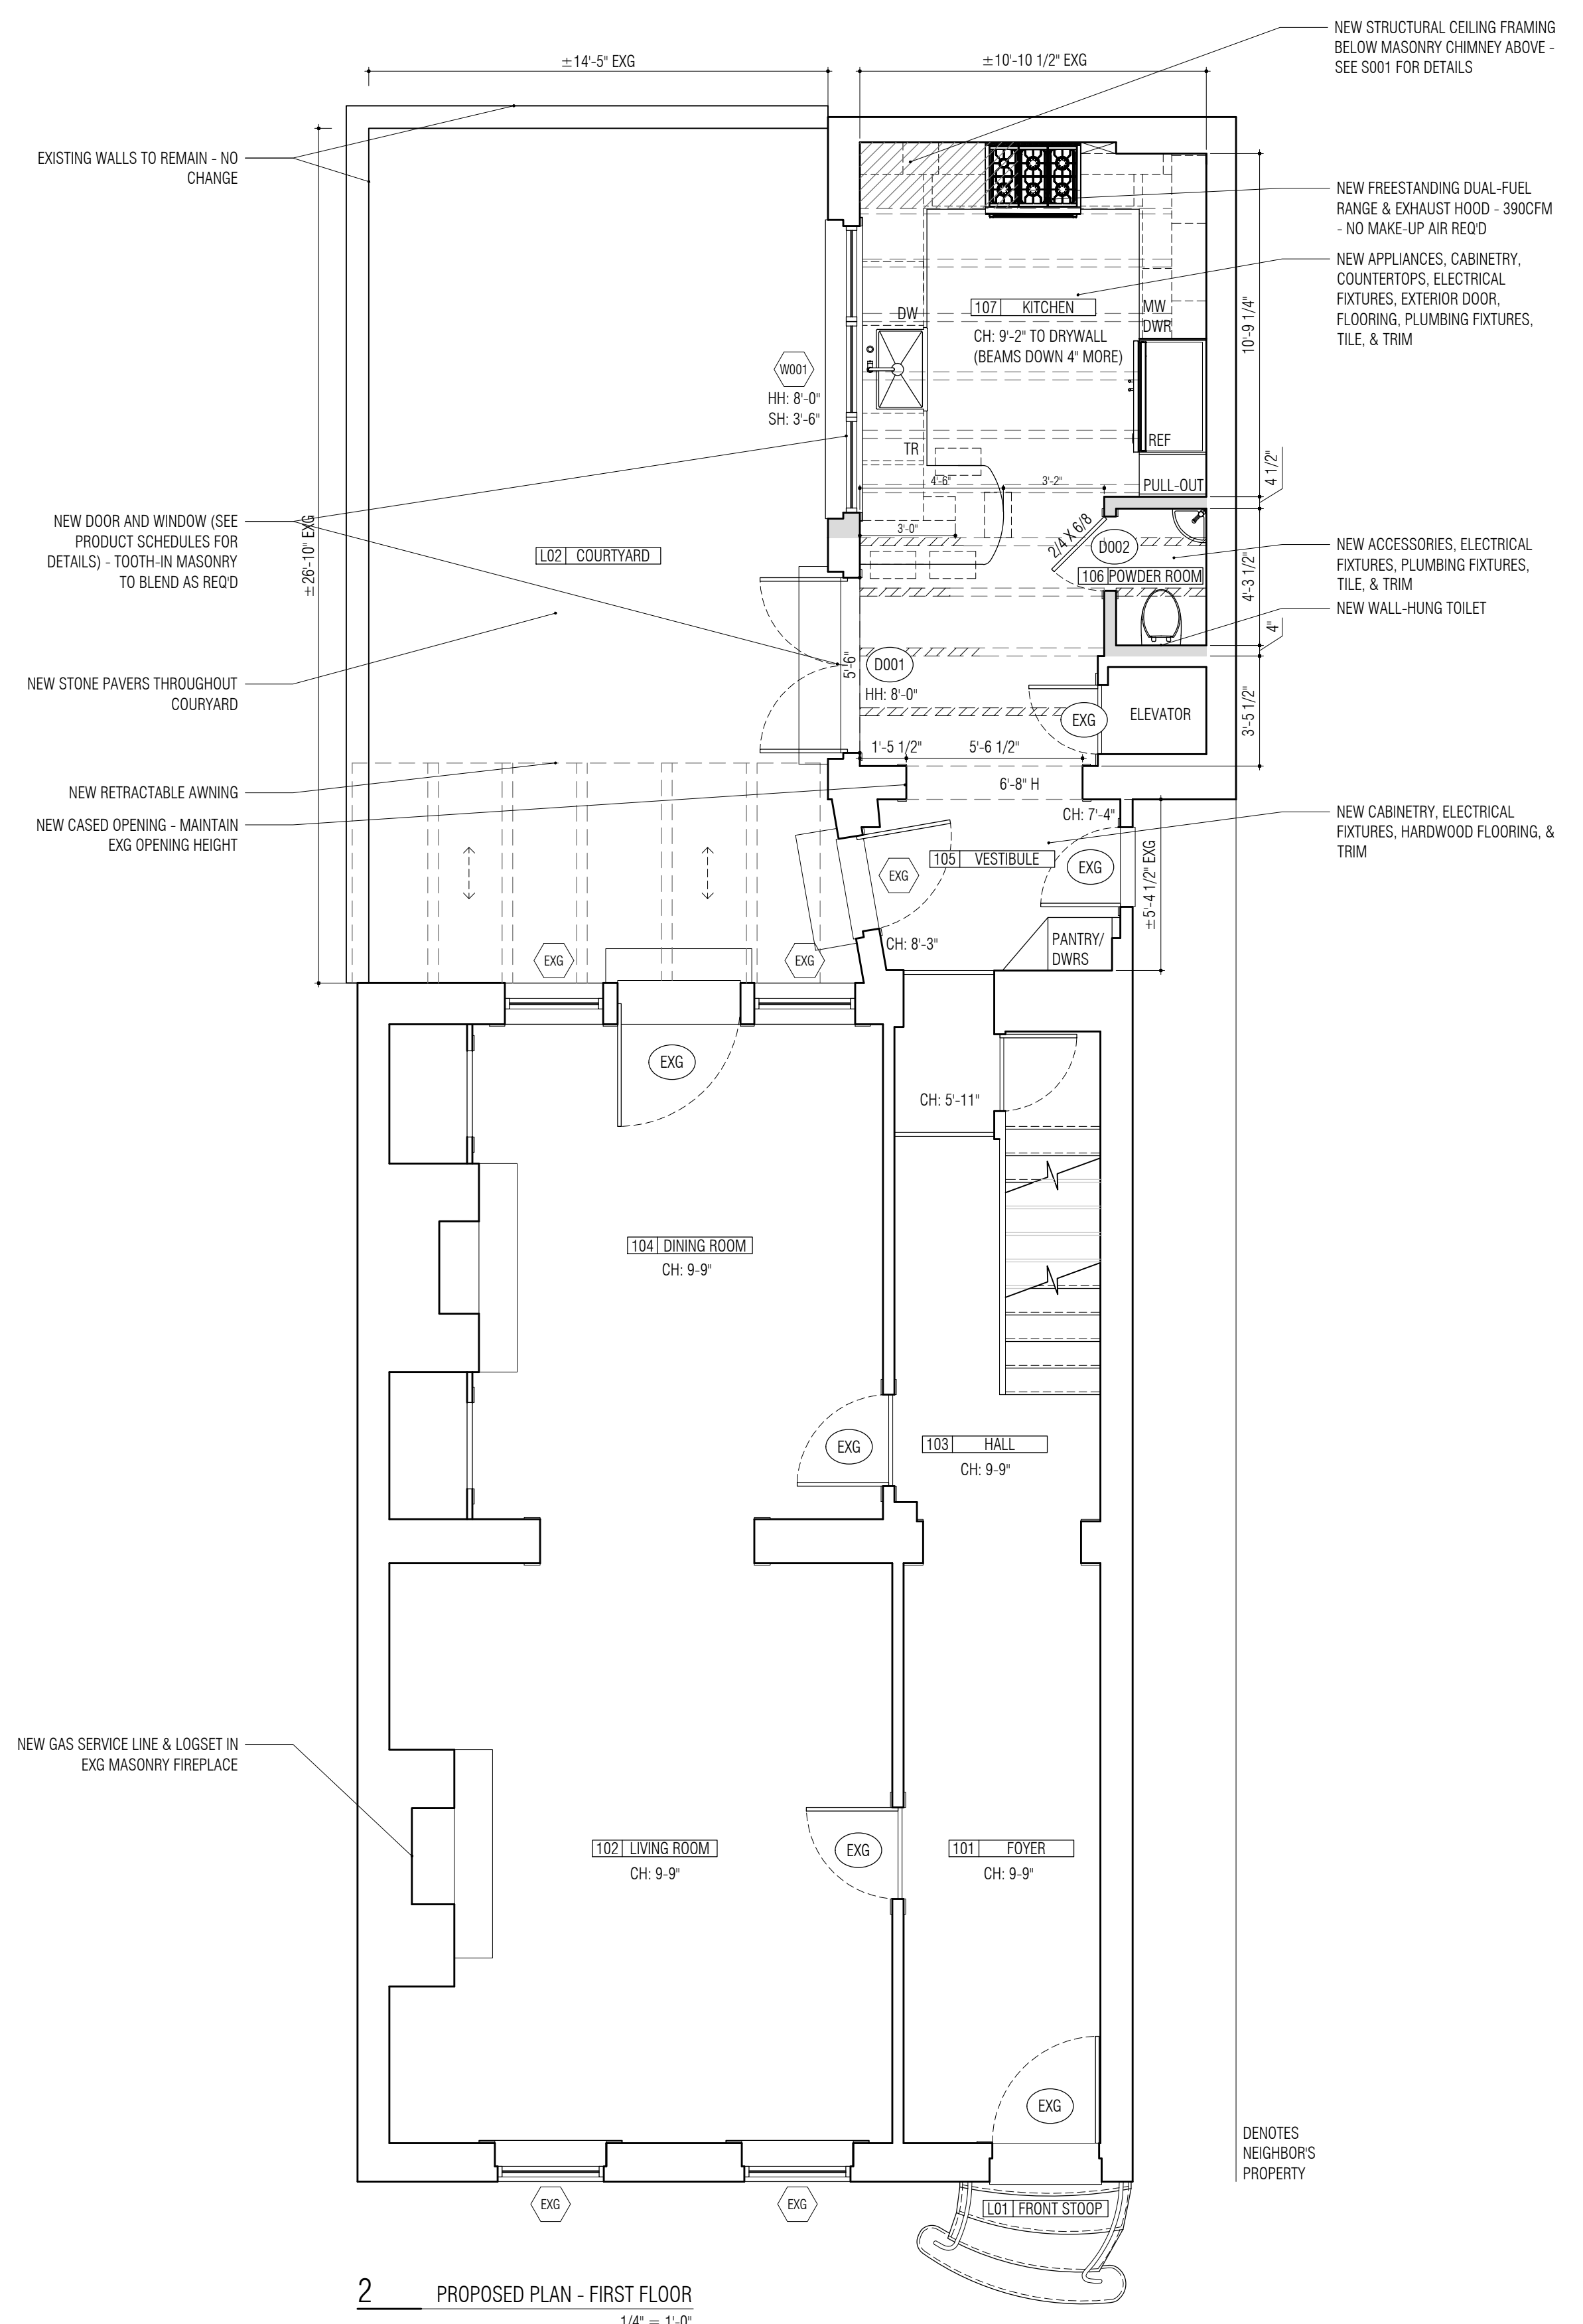 ±14'-5" EXG
±10'-10 1/2" EXG
NEW STRUCTURAL CEILING FRAMING
BELOW MASONRY CHIMNEY ABOVE -
SEE S001 FOR DETAILS
EXISTING WALLS TO REMAIN - NO
CHANGE
NEW FREESTANDING DUAL-FUEL
RANGE & EXHAUST HOOD - 390CFM
- NO MAKE-UP AIR REQ'D
NEW APPLIANCES, CABINETRY,
COUNTERTOPS, ELECTRICAL
FIXTURES, EXTERIOR DOOR,
FLOORING, PLUMBING FIXTURES,
TILE, & TRIM
10'-9 1/4"
DW
107 KITCHEN
MW
DWR
CH: 9'-2" TO DRYWALL
(BEAMS DOWN 4" MORE)
W001
HH: 8'-0"
SH: 3'-6"
TR
REF
PULL-OUT
4 1/2"
4'-6"
3'-2"
3'-0"
NEW DOOR AND WINDOW (SEE
PRODUCT SCHEDULES FOR
DETAILS) - TOOTH-IN MASONRY
TO BLEND AS REQ'D
±26'-10" EXG
L02 COURTYARD
2/4 X 6/8
D002
106 POWDER ROOM
4'-3 1/2"
NEW ACCESSORIES, ELECTRICAL
FIXTURES, PLUMBING FIXTURES,
TILE, & TRIM
NEW WALL-HUNG TOILET
4"
5'-6"
D001
HH: 8'-0"
NEW STONE PAVERS THROUGHOUT
COURYARD
EXG
ELEVATOR
3'-5 1/2"
1'-5 1/2"
5'-6 1/2"
6'-8" H
NEW RETRACTABLE AWNING
NEW CASED OPENING - MAINTAIN
EXG OPENING HEIGHT
CH: 7'-4"
NEW CABINETRY, ELECTRICAL
FIXTURES, HARDWOOD FLOORING, &
TRIM
105 VESTIBULE
EXG
EXG
±5'-4 1/2" EXG
CH: 8'-3"
PANTRY/
DWRS
EXG
EXG
EXG
CH: 5'-11"
104 DINING ROOM
CH: 9-9"
EXG
103 HALL
CH: 9-9"
NEW GAS SERVICE LINE & LOGSET IN
EXG MASONRY FIREPLACE
102 LIVING ROOM
CH: 9-9"
EXG
101 FOYER
CH: 9-9"
EXG
DENOTES
NEIGHBOR'S
PROPERTY
EXG
EXG
L01 FRONT STOOP
2 PROPOSED PLAN - FIRST FLOOR
1/4" = 1'-0"